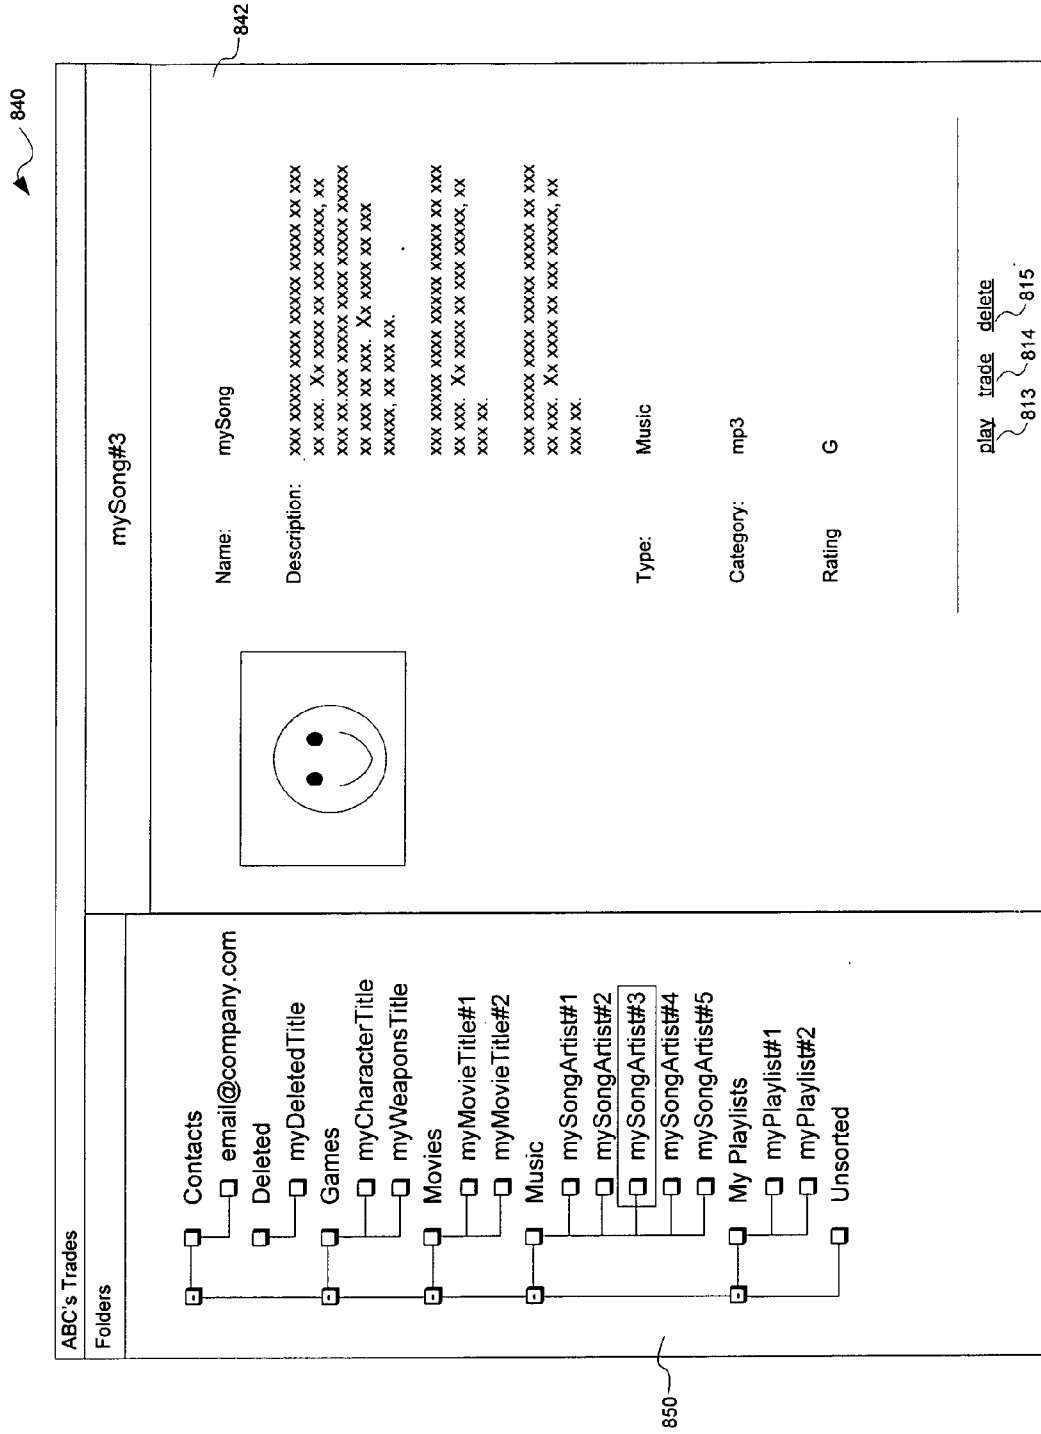 840
ABC's Trades
Folders
mySong#3
842
Contacts
email@company.com
Deleted
myDeletedTitle
Games
myCharacterTitle
myWeaponsTitle
Movies
myMovieTitle#1
myMovieTitle#2
Music
mySongArtist#1
mySongArtist#2
mySongArtist#3
mySongArtist#4
mySongArtist#5
My Playlists
myPlaylist#1
myPlaylist#2
Unsorted
850
Name: mySong
Description: xxx xxxxx xxxx xxxxx xxxxx xx xxx
xx xxx. Xx xxxx xx xxx xxxxx, xx
xxx xx.xxx xxxxx xxxx xxxxx xxxxx
xx xxx xx xxx. Xx xxxx xx xxx
xxxxx, xx xxx xx.
xxx xxxxx xxxx xxxxx xxxxx xx xxx
xx xxx. Xx xxxx xx xxx xxxxx, xx
xxx xx.
xxx xxxxx xxxx xxxxx xxxxx xx xxx
xx xxx. Xx xxxx xx xxx xxxxx, xx
xxx xx.
Type: Music
Category: mp3
Rating G
play trade delete
813 814 815